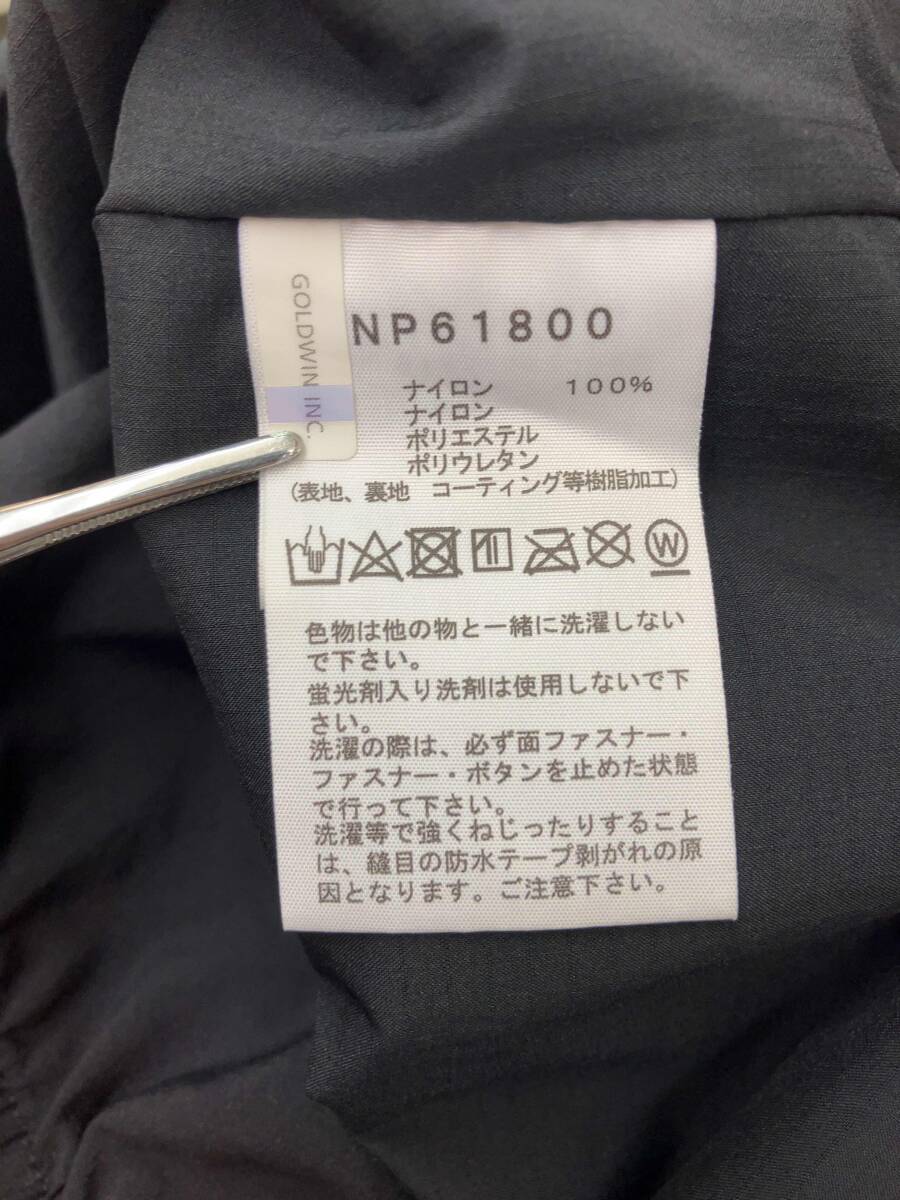 GOLDWIN INC.
NP61800
ナイロン 100%
ナイロン
ポリエステル
ポリウレタン
(表地、裏地 コーティング等樹脂加工)
W
色物は他の物と一緒に洗濯しない
で下さい。
蛍光剤入り洗剤は使用しないで下
さい。
洗濯の際は、必ず面ファスナー・
ファスナー・ボタンを止めた状態
で行って下さい。
洗濯等で強くねじったりすること
は、縫目の防水テープ剥がれの原
因となります。ご注意下さい。